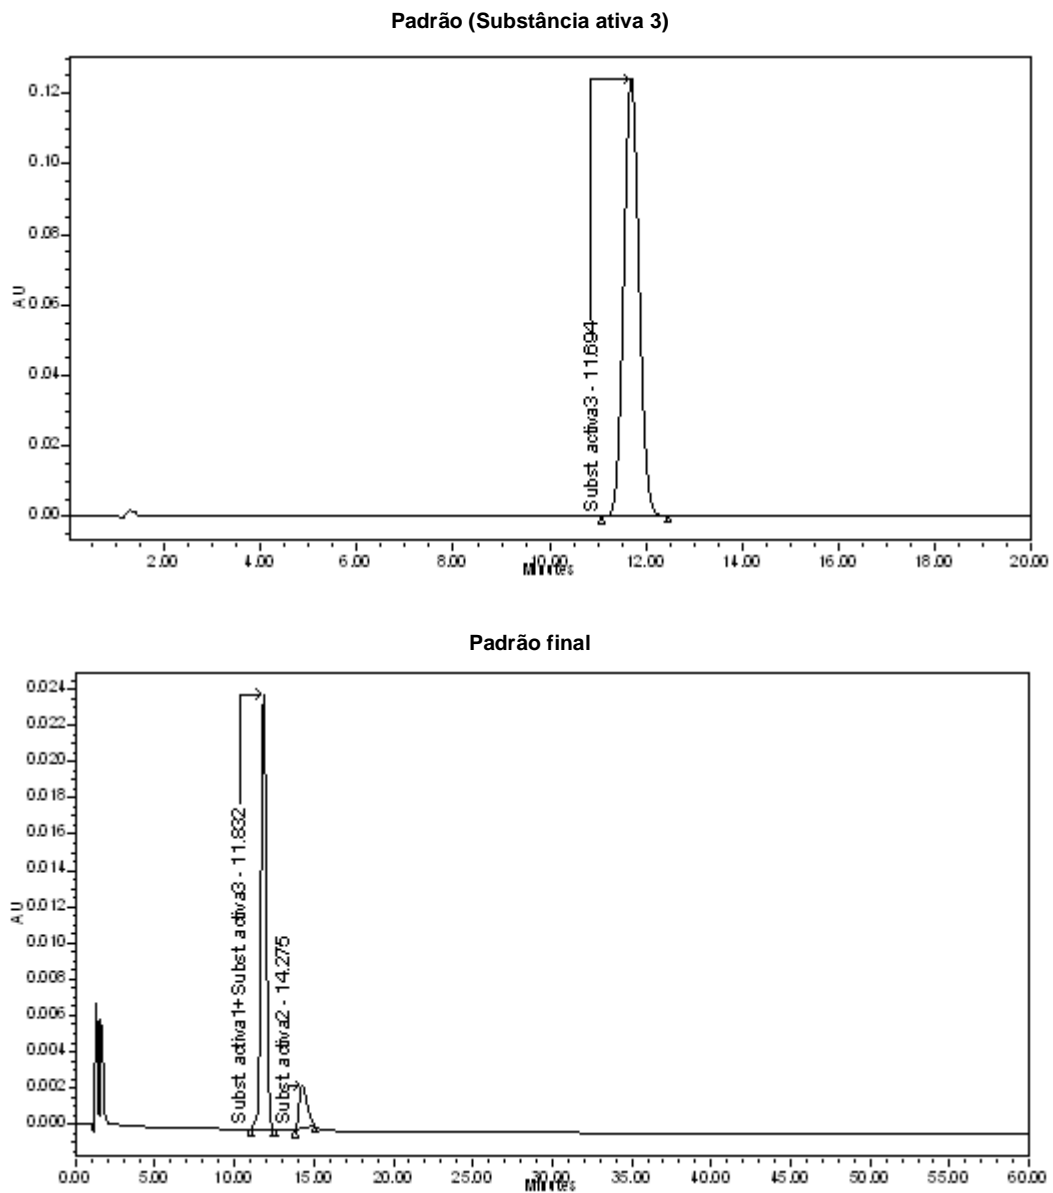 Padrão (Substância ativa 3)
0.12
0.10
0.08
0.06
0.04
0.02
0.00
AU
Subst. activa3 - 11.694
2.00 4.00 6.00 8.00 10.00 12.00 14.00 16.00 18.00 20.00
Minutes
Padrão final
0.024
0.022
0.020
0.018
0.016
0.014
0.012
0.010
0.008
0.006
0.004
0.002
0.000
AU
Subst. activa1+Subst. activa3 - 11.832
Subst. activa2 - 14.275
0.00 5.00 10.00 15.00 20.00 25.00 30.00 35.00 40.00 45.00 50.00 55.00 60.00
Minutes